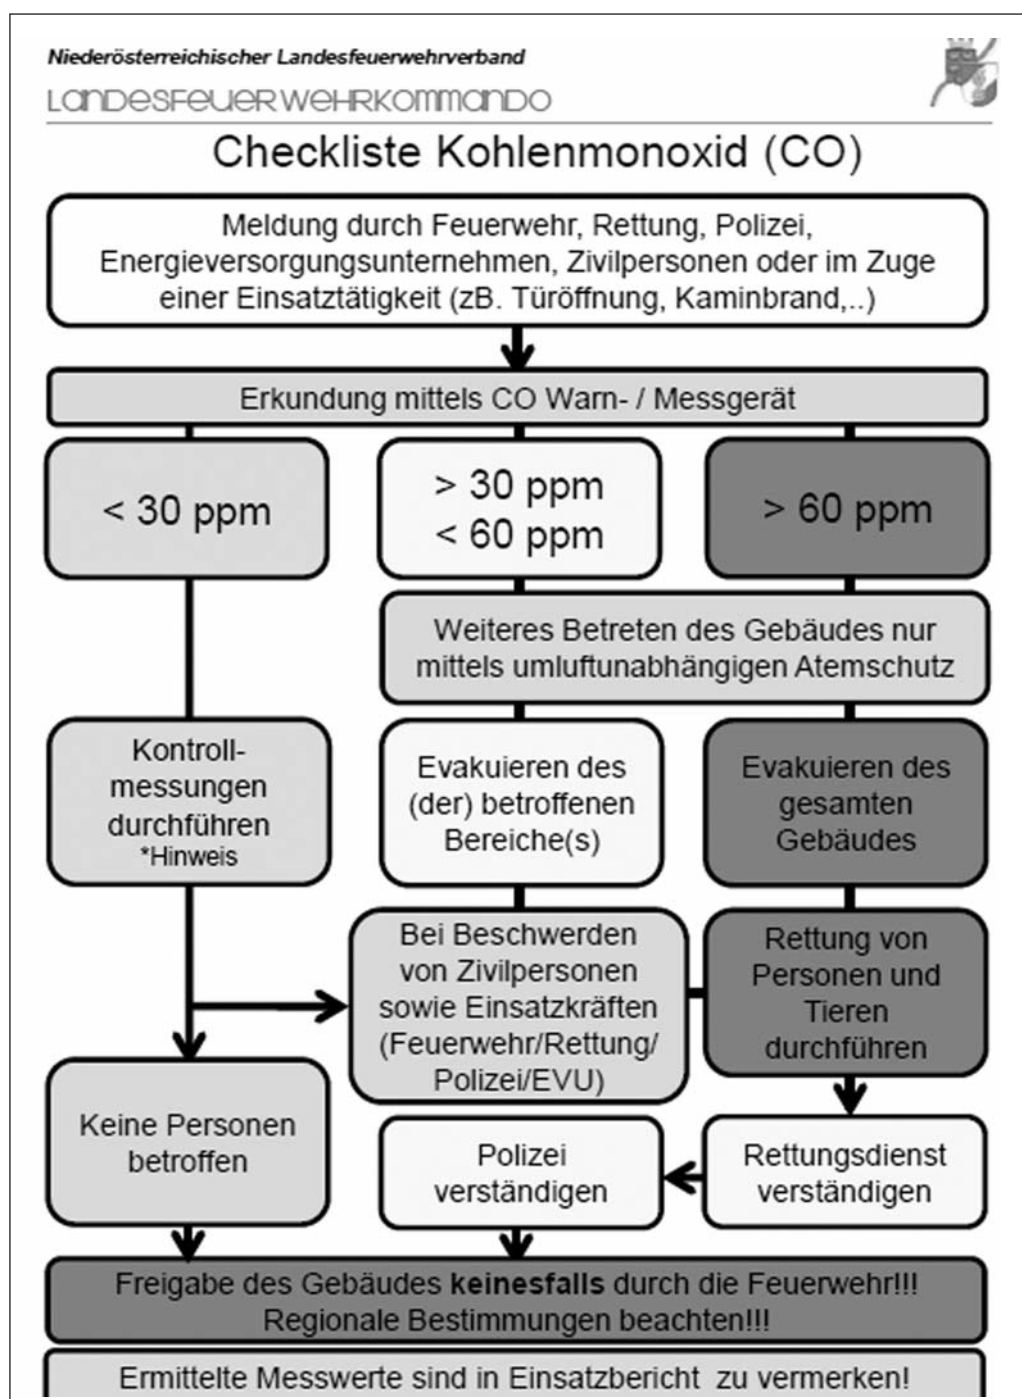 Niederösterreichischer Landesfeuerwehrverband
LANDESFEUERWEHRKOMMANDO
Checkliste Kohlenmonoxid (CO)
Meldung durch Feuerwehr, Rettung, Polizei,
Energieversorgungsunternehmen, Zivilpersonen oder im Zuge
einer Einsatztätigkeit (zB. Türöffnung, Kaminbrand,..)
Erkundung mittels CO Warn- / Messgerät
< 30 ppm
> 30 ppm
< 60 ppm
> 60 ppm
Weiteres Betreten des Gebäudes nur
mittels umluftunabhängigen Atemschutz
Kontroll-
messungen
durchführen
*Hinweis
Evakuieren des
(der) betroffenen
Bereiche(s)
Evakuieren des
gesamten
Gebäudes
Bei Beschwerden
von Zivilpersonen
sowie Einsatzkräften
(Feuerwehr/Rettung/
Polizei/EVU)
Rettung von
Personen und
Tieren
durchführen
Keine Personen
betroffen
Polizei
verständigen
Rettungsdienst
verständigen
Freigabe des Gebäudes keinesfalls durch die Feuerwehr!!!
Regionale Bestimmungen beachten!!!
Ermittelte Messwerte sind in Einsatzbericht zu vermerken!